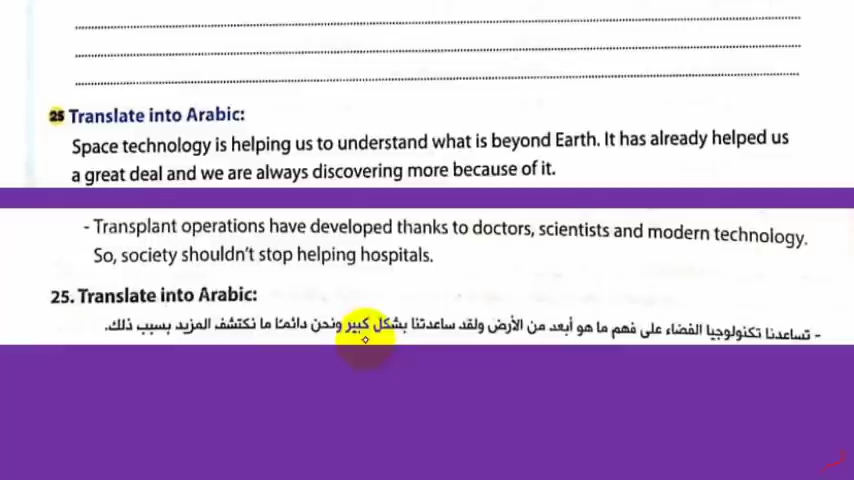 25 Translate into Arabic:
Space technology is helping us to understand what is beyond Earth. It has already helped us
a great deal and we are always discovering more because of it.
- Transplant operations have developed thanks to doctors, scientists and modern technology.
So, society shouldn't stop helping hospitals.
25. Translate into Arabic:
- تساعدنا تكنولوجيا الفضاء على فهم ما هو أبعد من الأرض ولقد ساعدتنا بشكل كبير ونحن دائمًا ما نكتشف المزيد بسبب ذلك.